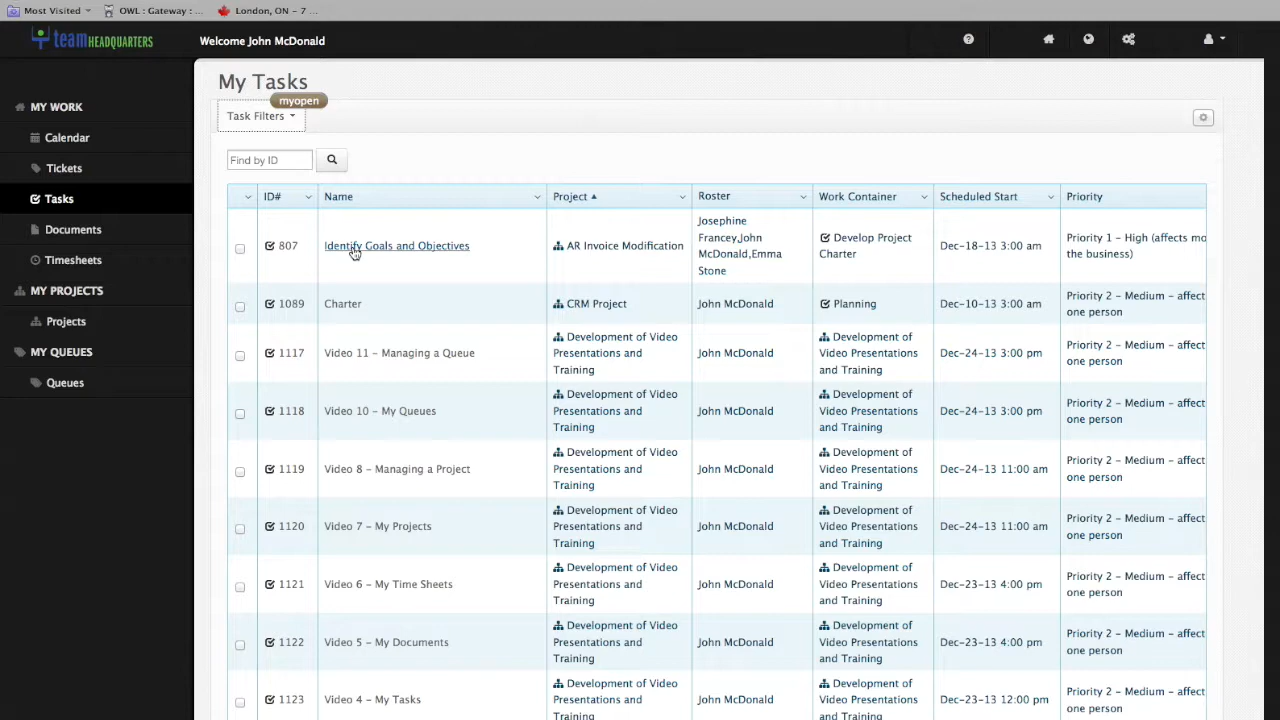 Most Visited
OWL : Gateway : ...
London, ON - 7 ...
teamHEADQUARTERS
Welcome John McDonald
MY WORK
Calendar
Tickets
Tasks
Documents
Timesheets
MY PROJECTS
Projects
MY QUEUES
Queues
My Tasks
myopen
Task Filters
Find by ID
ID# Name Project Roster Work Container Scheduled Start Priority
807
Identify Goals and Objectives
AR Invoice Modification
Josephine
Francey,John
McDonald,Emma
Stone
Develop Project
Charter
Dec-18-13 3:00 am
Priority 1 - High (affects mo
the business)
1089
Charter
CRM Project
John McDonald
Planning
Dec-10-13 3:00 am
Priority 2 - Medium - affect
one person)
1117
Video 11 - Managing a Queue
Development of Video
Presentations and
Training
John McDonald
Development of Video
Presentations and
Training
Dec-24-13 3:00 pm
Priority 2 - Medium - affect
one person)
1118
Video 10 - My Queues
Development of Video
Presentations and
Training
John McDonald
Development of Video
Presentations and
Training
Dec-24-13 3:00 pm
Priority 2 - Medium - affect
one person)
1119
Video 8 - Managing a Project
Development of Video
Presentations and
Training
John McDonald
Development of Video
Presentations and
Training
Dec-24-13 11:00 am
Priority 2 - Medium - affect
one person)
1120
Video 7 - My Projects
Development of Video
Presentations and
Training
John McDonald
Development of Video
Presentations and
Training
Dec-24-13 11:00 am
Priority 2 - Medium - affect
one person)
1121
Video 6 - My Time Sheets
Development of Video
Presentations and
Training
John McDonald
Development of Video
Presentations and
Training
Dec-23-13 4:00 pm
Priority 2 - Medium - affect
one person)
1122
Video 5 - My Documents
Development of Video
Presentations and
Training
John McDonald
Development of Video
Presentations and
Training
Dec-23-13 4:00 pm
Priority 2 - Medium - affect
one person)
1123
Video 4 - My Tasks
Development of Video
Presentations and
Training
John McDonald
Development of Video
Presentations and
Training
Dec-23-13 12:00 pm
Priority 2 - Medium - affect
one person)